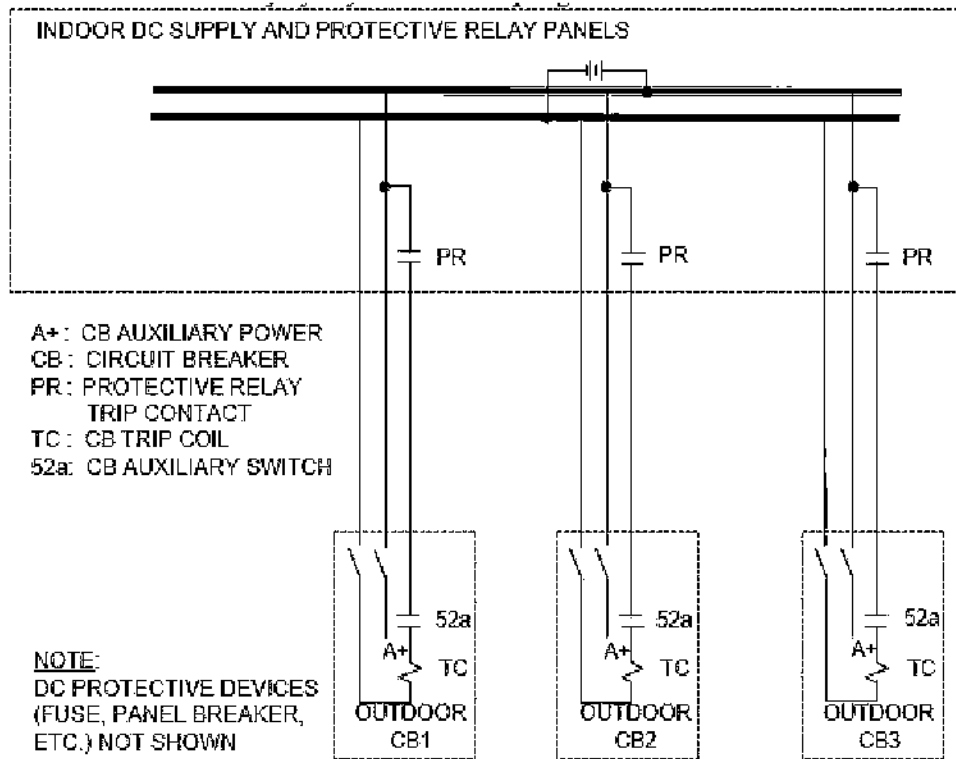 INDOOR DC SUPPLY AND PROTECTIVE RELAY PANELS
PR
PR
PR
A+: CB AUXILIARY POWER
CB: CIRCUIT BREAKER
PR: PROTECTIVE RELAY
TRIP CONTACT
TC: CB TRIP COIL
52a: CB AUXILIARY SWITCH
52a
52a
52a
A+
A+
A+
TC
TC
TC
NOTE:
DC PROTECTIVE DEVICES
(FUSE, PANEL BREAKER,
ETC.) NOT SHOWN
OUTDOOR
CB1
OUTDOOR
CB2
OUTDOOR
CB3